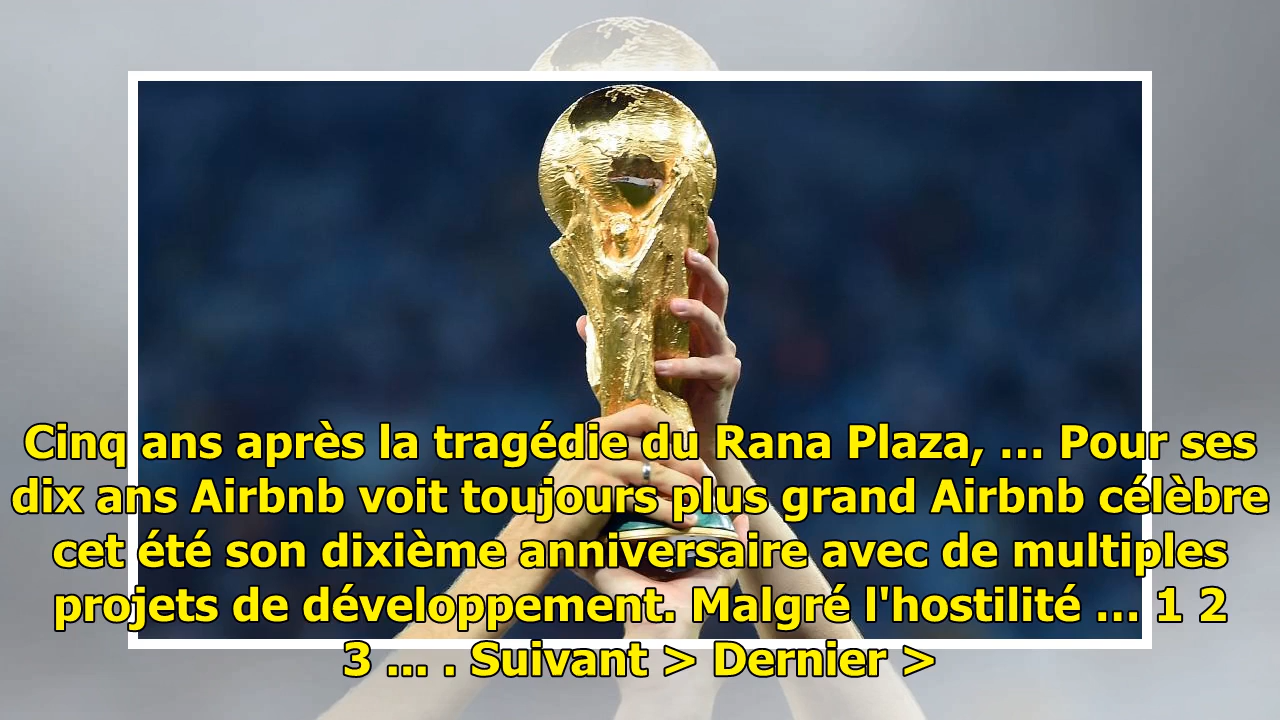 Cinq ans après la tragédie du Rana Plaza, ... Pour ses
dix ans Airbnb voit toujours plus grand Airbnb célèbre
cet été son dixième anniversaire avec de multiples
projets de développement. Malgré l'hostilité ... 1 2
3 ... . Suivant > Dernier >